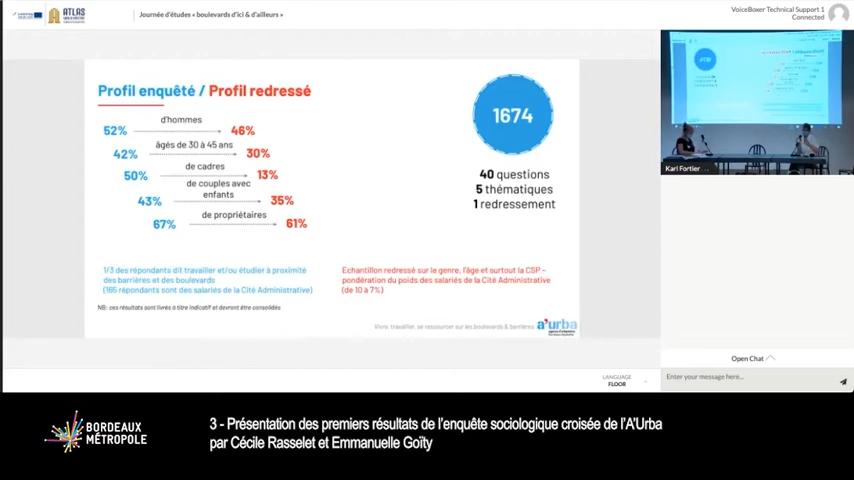 ATLAS
Journée d'études « boulevards d'ici & d'ailleurs »
VoiceBoxer Technical Support 1
Connected
Profil enquêté / Profil redressé
d'hommes
52% 46%
âgés de 30 à 45 ans
42% 30%
de cadres
50% 13%
de couples avec
enfants
43% 35%
de propriétaires
67% 61%
1674
40 questions
5 thématiques
1 redressement
1/3 des répondants dit travailler et/ou étudier à proximité
des barrières et des boulevards
(165 répondants sont des salariés de la Cité Administrative)
Echantillon redressé sur le genre, l'âge et surtout la CSP –
pondération du poids des salariés de la Cité Administrative
(de 10 à 7%)
NB: ces résultats sont livrés à titre indicatif et devront être consolidés
Vivre, travailler, se ressourcer sur les boulevards & barrières
a'urba
Karl Fortier
Open Chat
Enter your message here...
LANGUAGE
FLOOR
BORDEAUX
MÉTROPOLE
3 - Présentation des premiers résultats de l'enquête sociologique croisée de l'A'Urba
par Cécile Rasselet et Emmanuelle Goïty